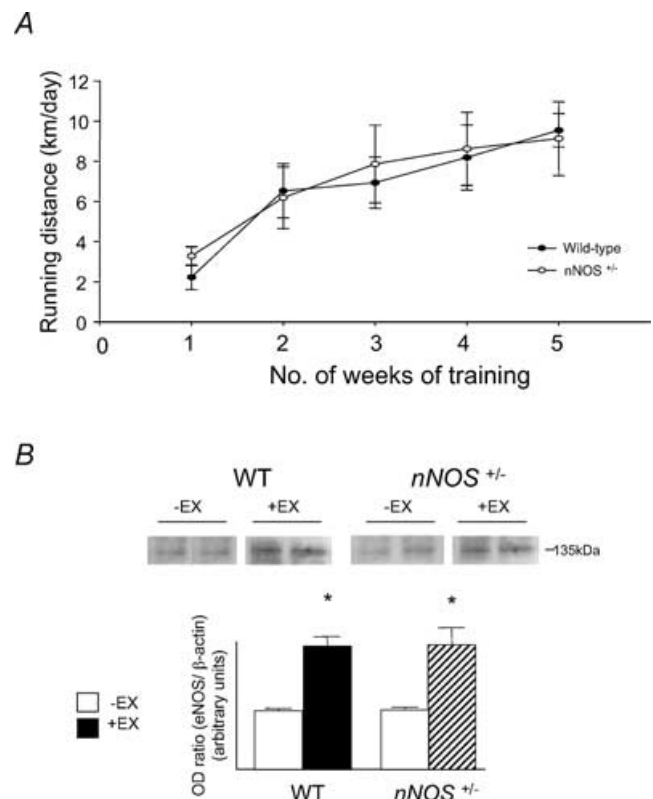 A
Running distance (km/day)
12
10
8
6
4
2
0
Wild-type
nNOS +/-
0 1 2 3 4 5
No. of weeks of training
B
WT nNOS +/-
-EX +EX -EX +EX
135kDa
* *
OD ratio (eNOS/ β-actin)
(arbitrary units)
-EX
+EX
WT nNOS +/-